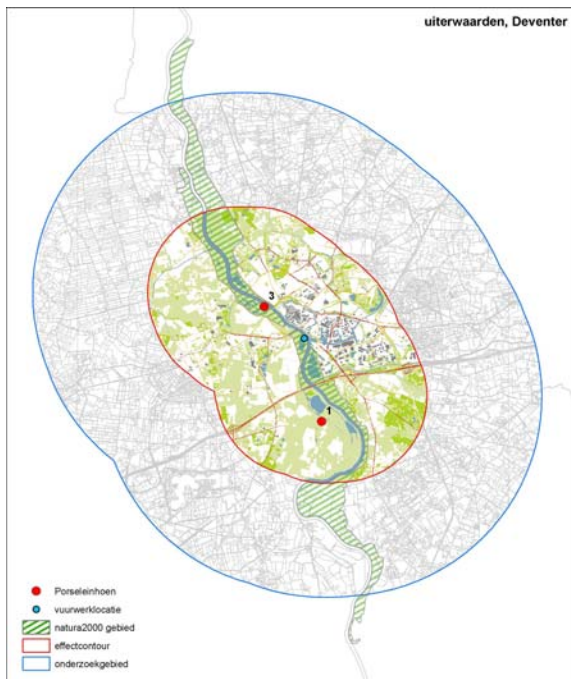 uiterwaarden, Deventer
3
1
Porseleinhoen
vuurwerklocatie
natura2000 gebied
effectcontour
onderzoekgebied